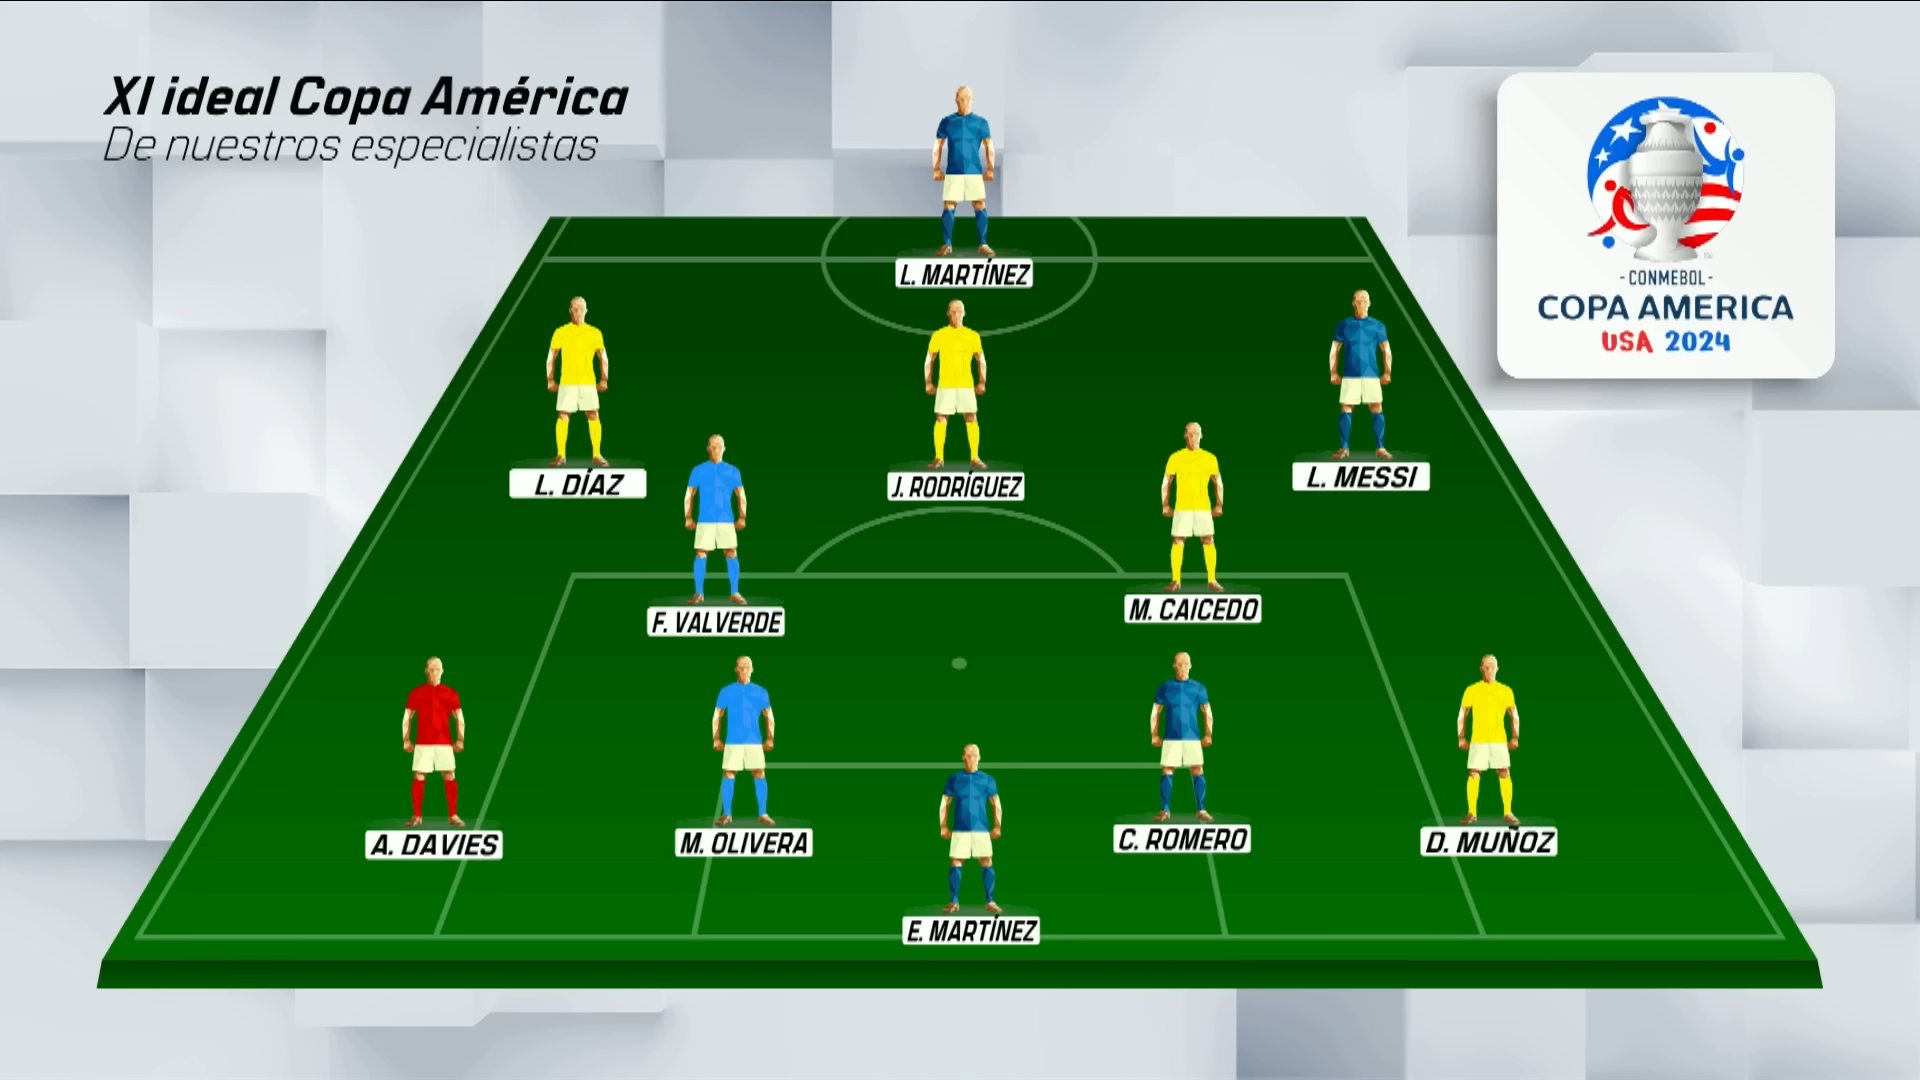 XI ideal Copa América
De nuestros especialistas
- CONMEBOL -
COPA AMERICA
USA 2024
L. MARTÍNEZ
L. DÍAZ
J. RODRÍGUEZ
L. MESSI
F. VALVERDE
M. CAICEDO
A. DAVIES
M. OLIVERA
C. ROMERO
D. MUÑOZ
E. MARTÍNEZ